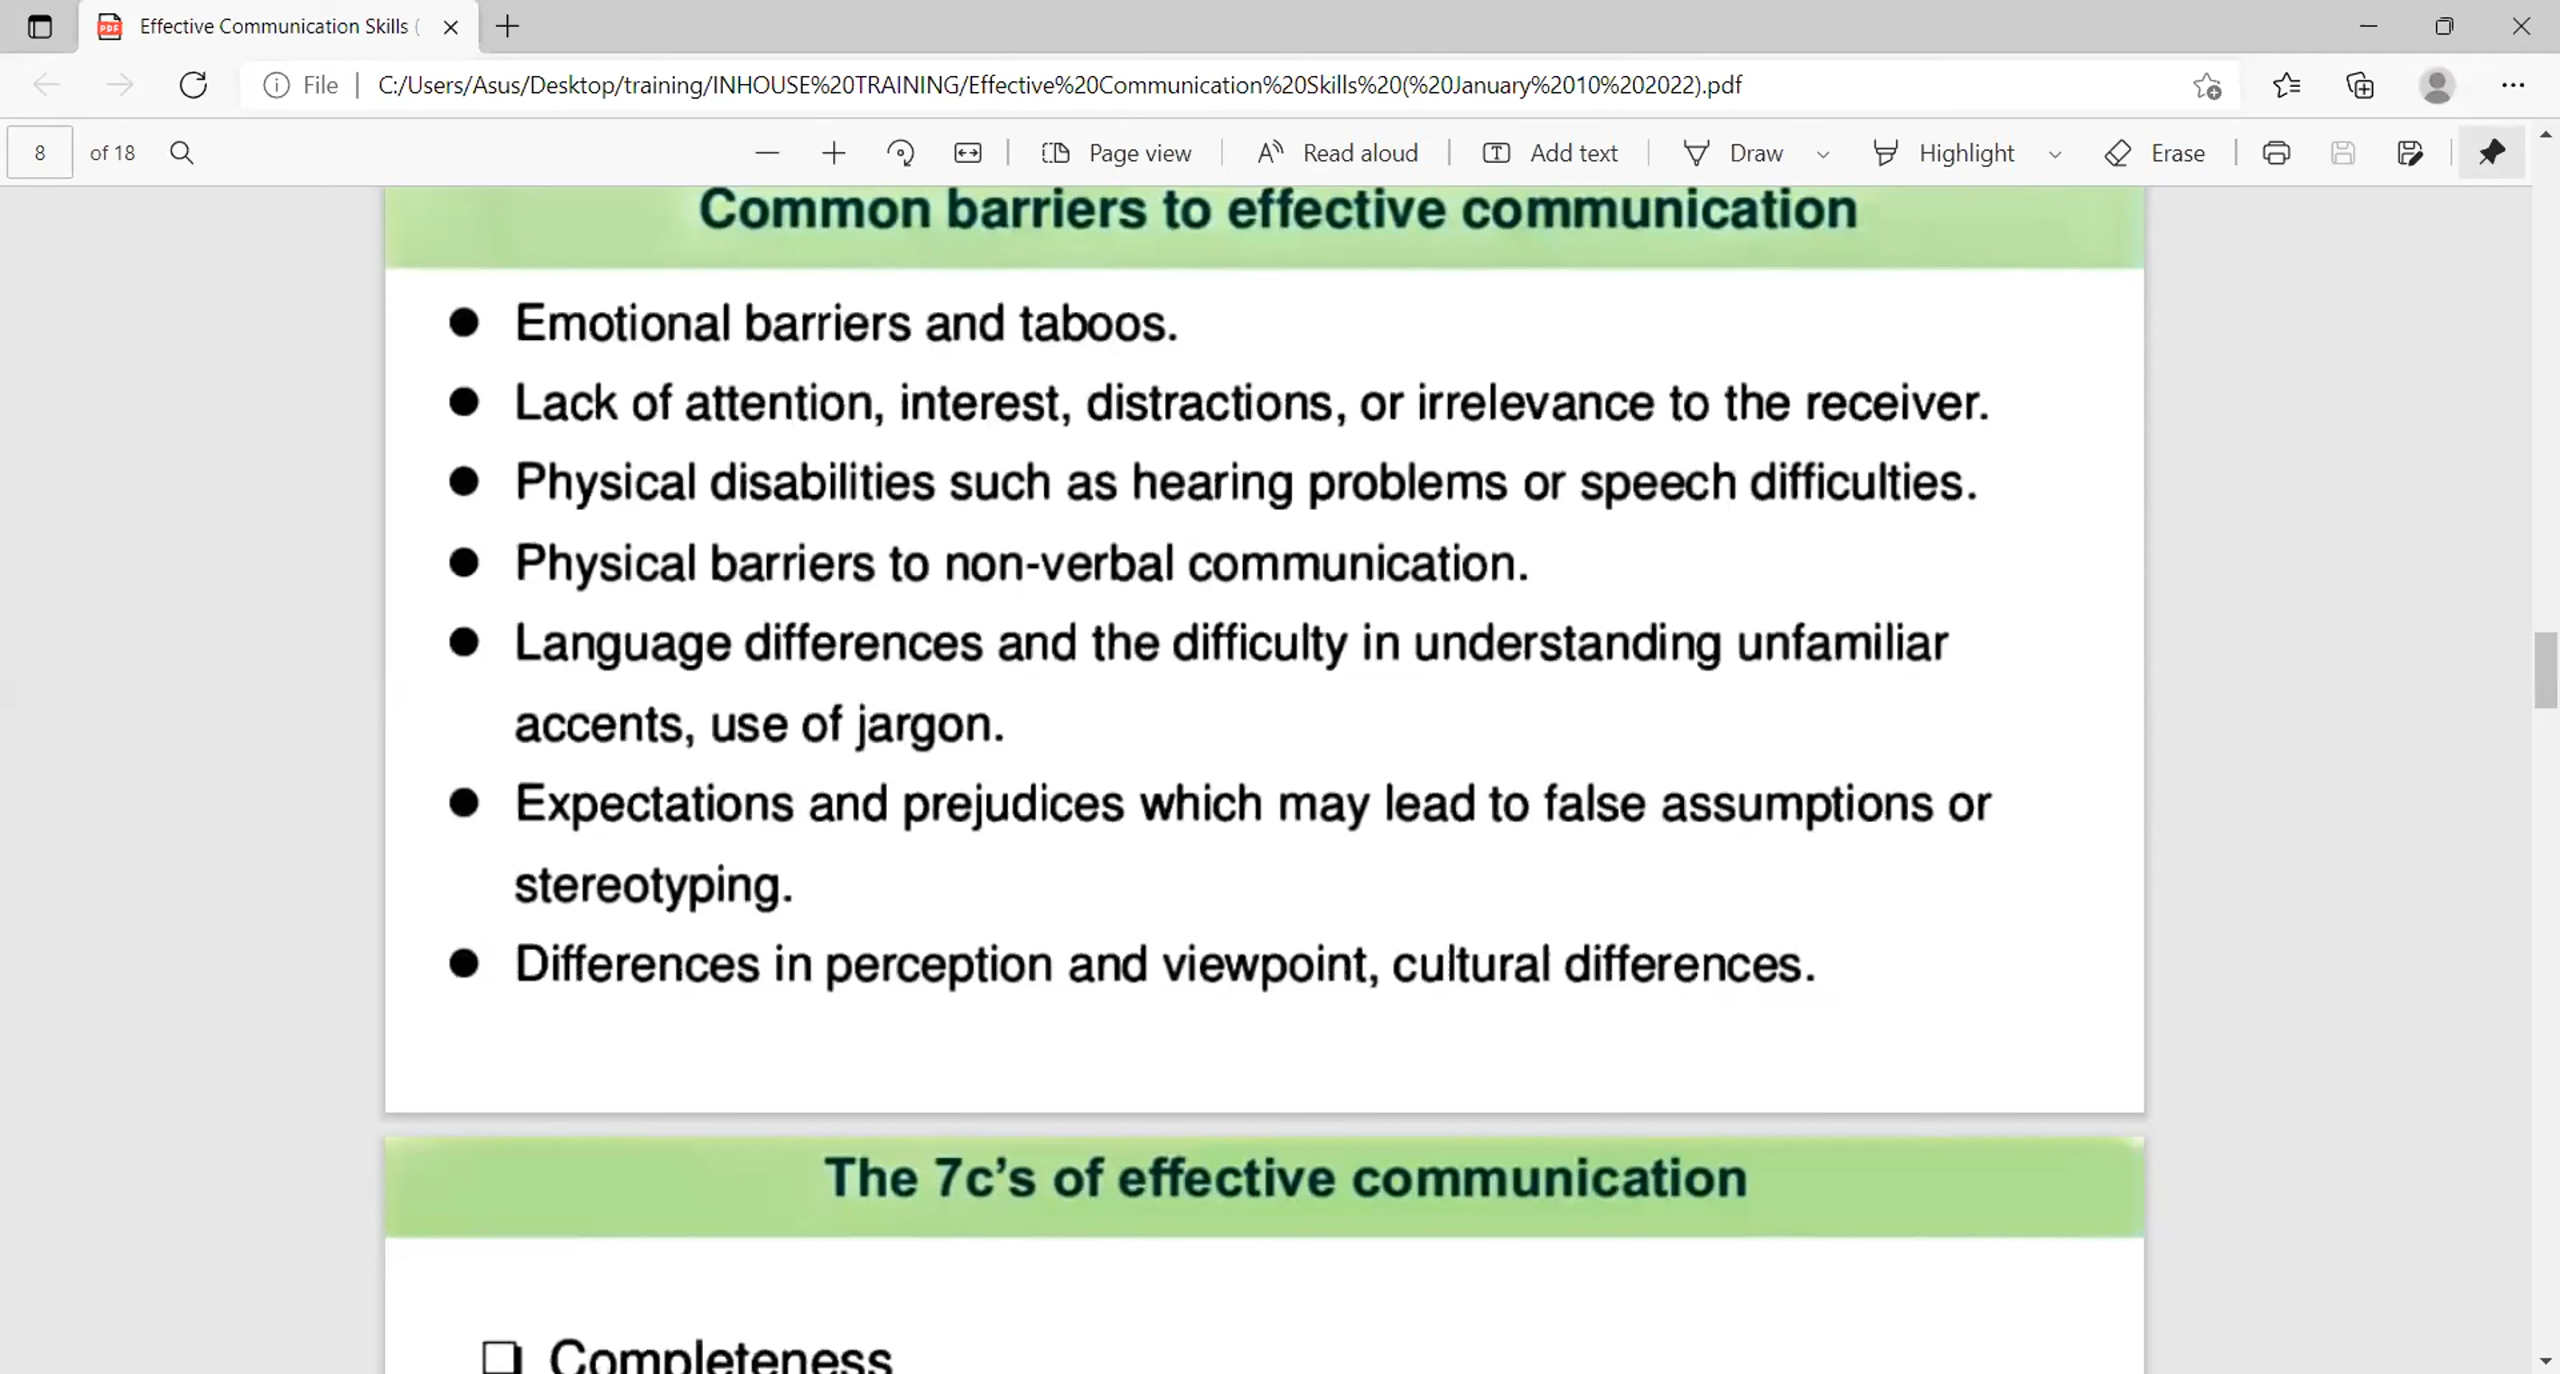 Effective Communication Skills (
File
C:/Users/Asus/Desktop/training/INHOUSE%20TRAINING/Effective%20Communication%20Skills%20(%20January%2010%202022).pdf
8 of 18
Page view
Read aloud
Add text
Draw
Highlight
Erase
Common barriers to effective communication
● Emotional barriers and taboos.
● Lack of attention, interest, distractions, or irrelevance to the receiver.
● Physical disabilities such as hearing problems or speech difficulties.
● Physical barriers to non-verbal communication.
● Language differences and the difficulty in understanding unfamiliar
accents, use of jargon.
● Expectations and prejudices which may lead to false assumptions or
stereotyping.
● Differences in perception and viewpoint, cultural differences.
The 7c’s of effective communication
❑ Completeness